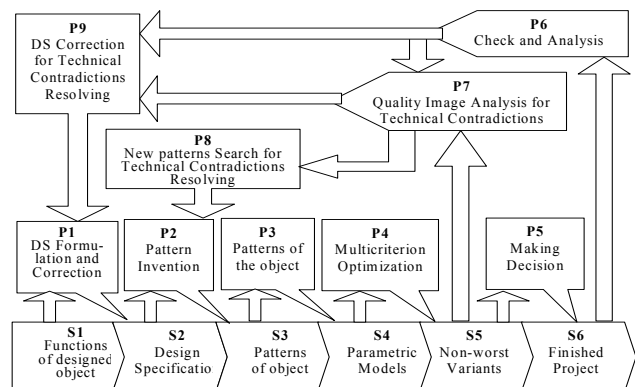 P9
DS Correction
for Technical
Contradictions
Resolving
P6
Check and Analysis
P7
Quality Image Analysis for
Technical Contradictions
P8
New patterns Search for
Technical Contradictions
Resolving
P1
DS Formu-
lation and
Correction
P2
Pattern
Invention
P3
Patterns of
the object
P4
Multicriterion
Optimization
P5
Making
Decision
S1
Functions
of designed
object
S2
Design
Specificatio
S3
Patterns
of object
S4
Parametric
Models
S5
Non-worst
Variants
S6
Finished
Project